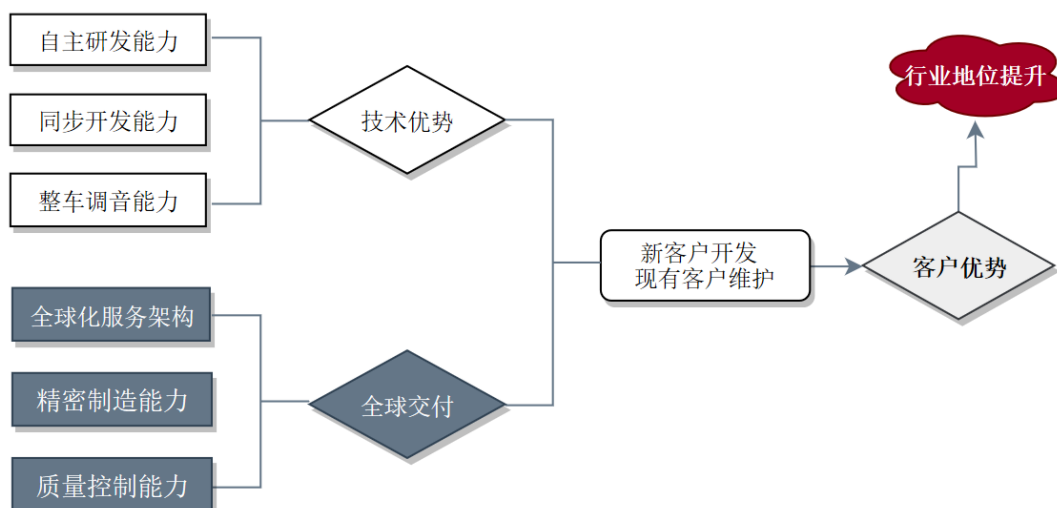 自主研发能力
同步开发能力
整车调音能力
技术优势
全球化服务架构
精密制造能力
质量控制能力
全球交付
新客户开发
现有客户维护
客户优势
行业地位提升